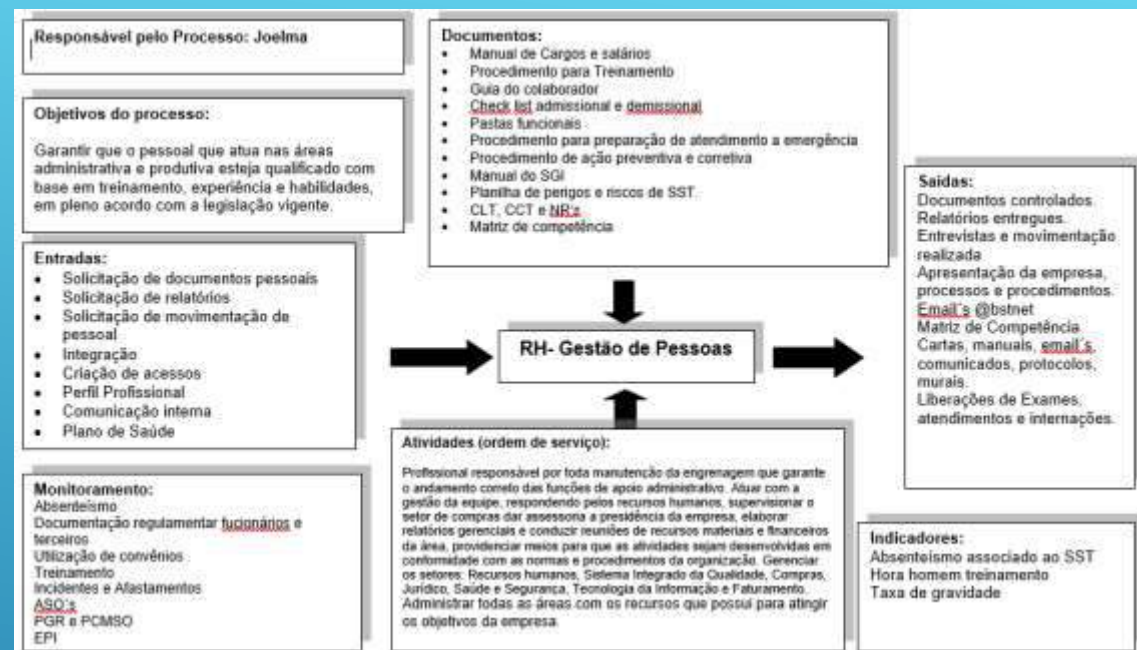 Responsável pelo Processo: Joelma
Objetivos do processo:
Garantir que o pessoal que atua nas áreas
administrativa e produtiva esteja qualificado com
base em treinamento, experiência e habilidades,
em pleno acordo com a legislação vigente.
Entradas:
• Solicitação de documentos pessoais
• Solicitação de relatórios
• Solicitação de movimentação de
pessoal
• Integração
• Criação de acessos
• Perfil Profissional
• Comunicação interna
• Plano de Saúde
Monitoramento:
Absenteísmo
Documentação regulamentar fucionários e
terceiros
Utilização de convênios
Treinamento
Incidentes e Afastamentos
ASO´s
PGR e PCMSO
EPI
Documentos:
• Manual de Cargos e salários
• Procedimento para Treinamento
• Guia do colaborador
• Check list admissional e demissional
• Pastas funcionais
• Procedimento para preparação de atendimento a emergência
• Procedimento de ação preventiva e corretiva
• Manual do SGI
• Planilha de perigos e riscos de SST.
• CLT, CCT e NR's
• Matriz de competência
RH- Gestão de Pessoas
Atividades (ordem de serviço):
Profissional responsável por toda manutenção da engrenagem que garante
o andamento correto das funções de apoio administrativo. Atuar com a
gestão da equipe, respondendo pelos recursos humanos, supervisionar o
setor de compras dar assessoria a presidência da empresa, elaborar
relatórios gerenciais e conduzir reuniões de recursos materiais e financeiros
da área, providenciar meios para que as atividades sejam desenvolvidas em
conformidade com as normas e procedimentos da organização. Gerenciar
os setores: Recursos humanos, Sistema Integrado da Qualidade, Compras,
Jurídico, Saúde e Segurança, Tecnologia da Informação e Faturamento.
Administrar todas as áreas com os recursos que possui para atingir
os objetivos da empresa.
Saídas:
Documentos controlados.
Relatórios entregues.
Entrevistas e movimentação
realizada
Apresentação da empresa,
processos e procedimentos.
Email´s @bstnet
Matriz de Competência
Cartas, manuais, email´s,
comunicados, protocolos,
murais.
Liberações de Exames,
atendimentos e internações.
Indicadores:
Absenteísmo associado ao SST
Hora homem treinamento
Taxa de gravidade